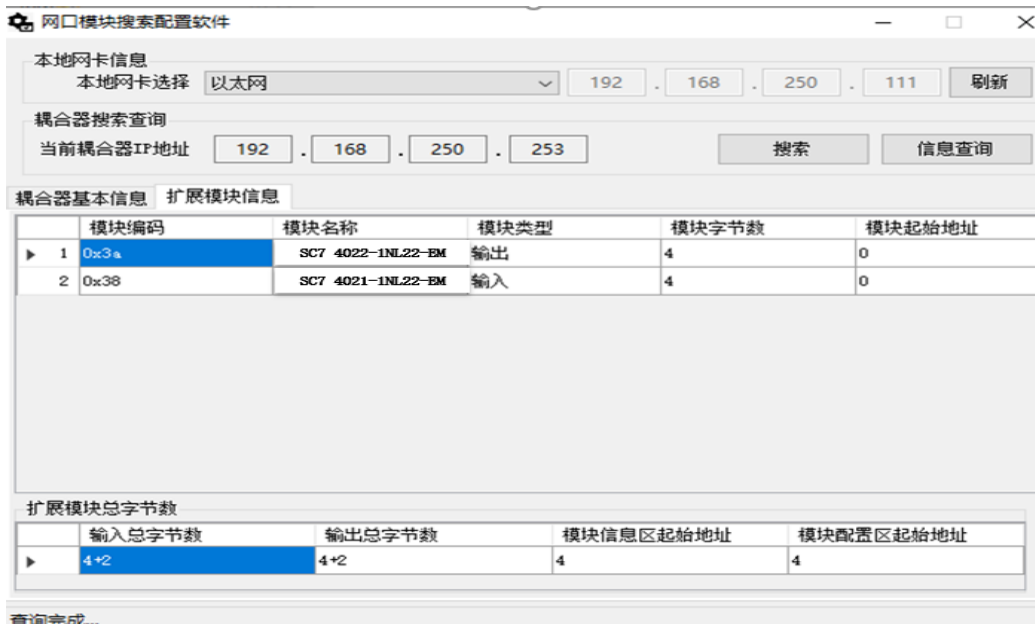 网口模块搜索配置软件
本地网卡信息
本地网卡选择 以太网 192 . 168 . 250 . 111 刷新
耦合器搜索查询
当前耦合器IP地址 192 . 168 . 250 . 253 搜索 信息查询
耦合器基本信息 扩展模块信息
模块编码 模块名称 模块类型 模块字节数 模块起始地址
1 0x3a SC7 4022-1NL22-EM 输出 4 0
2 0x38 SC7 4021-1NL22-EM 输入 4 0
扩展模块总字节数
输入总字节数 输出总字节数 模块信息区起始地址 模块配置区起始地址
4+2 4+2 4 4
查询完成...